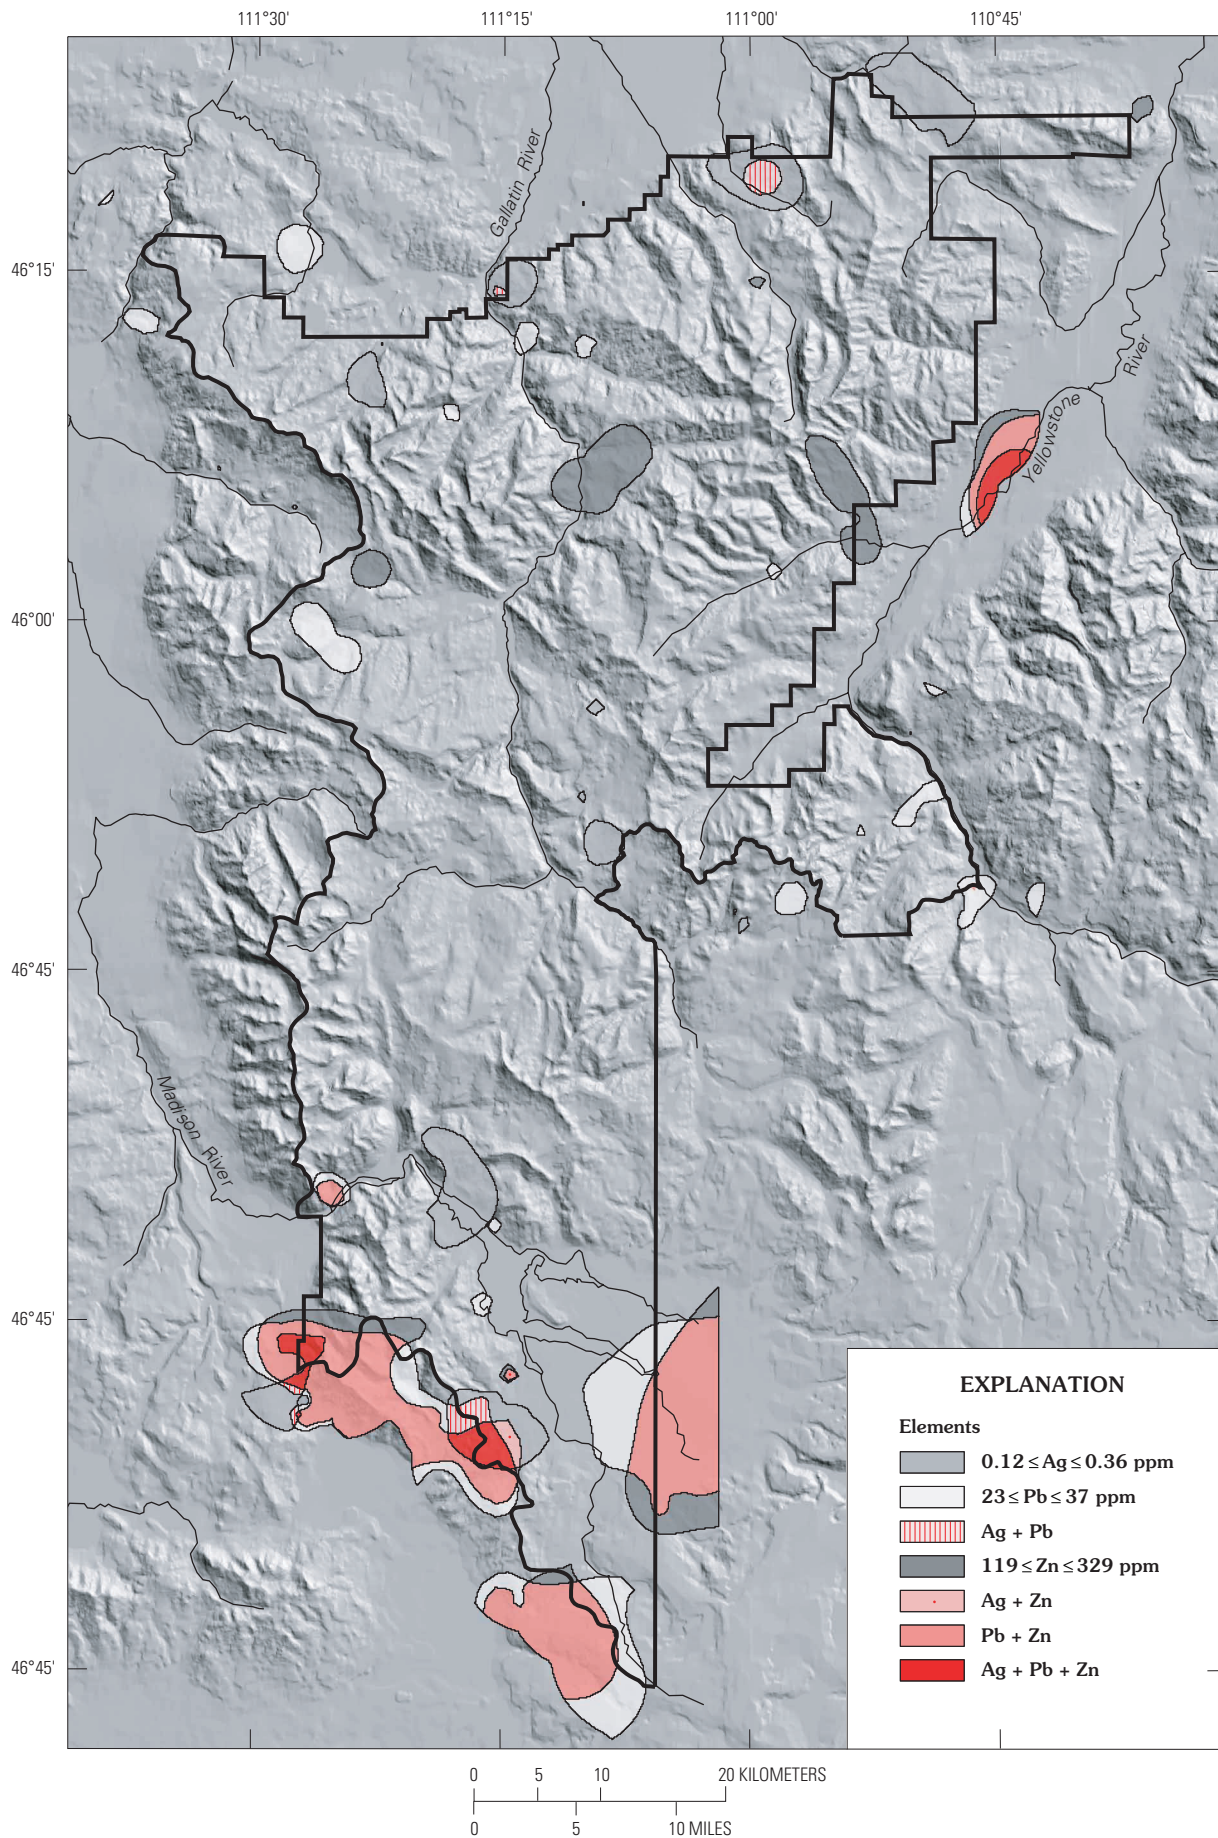 111°30' 111°15' 111°00' 110°45'
Gallatin River
46°15'
River
Yellowstone
46°00'
46°45'
Madison River
46°45'
46°45'
EXPLANATION
Elements
0.12 ≤ Ag ≤ 0.36 ppm
23 ≤ Pb ≤ 37 ppm
Ag + Pb
119 ≤ Zn ≤ 329 ppm
Ag + Zn
Pb + Zn
Ag + Pb + Zn
0 5 10 20 KILOMETERS
0 5 10 MILES